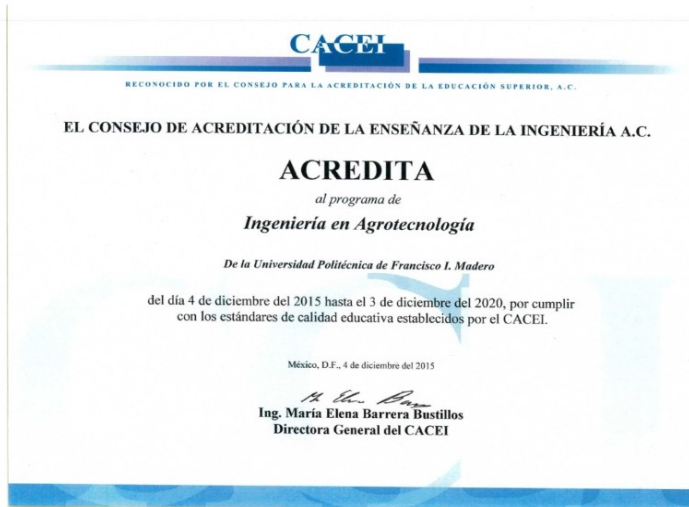 CACEI
RECONOCIDO POR EL CONSEJO PARA LA ACREDITACIÓN DE LA EDUCACIÓN SUPERIOR, A.C.
EL CONSEJO DE ACREDITACIÓN DE LA ENSEÑANZA DE LA INGENIERÍA A.C.
ACREDITA
al programa de
Ingeniería en Agrotecnología
De la Universidad Politécnica de Francisco I. Madero
del día 4 de diciembre del 2015 hasta el 3 de diciembre del 2020, por cumplir
con los estándares de calidad educativa establecidos por el CACEI.
México, D.F., 4 de diciembre del 2015
Ing. María Elena Barrera Bustillos
Directora General del CACEI